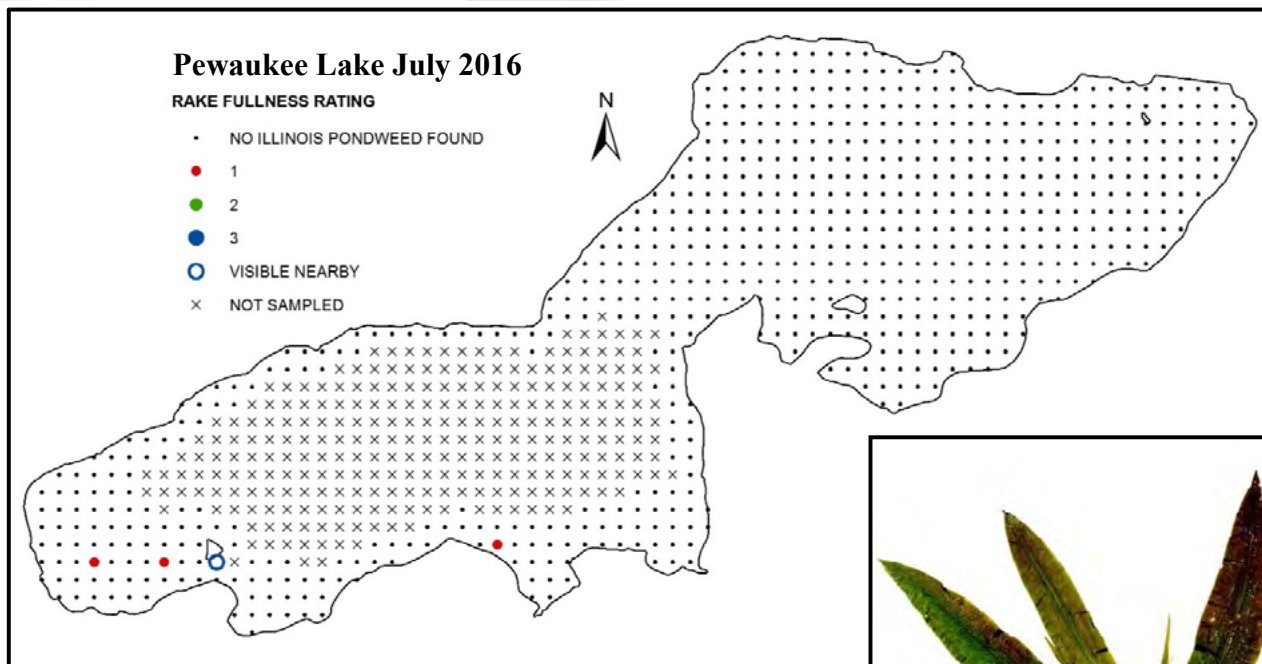 Pewaukee Lake July 2016
RAKE FULLNESS RATING
NO ILLINOIS PONDWEED FOUND
1
2
3
VISIBLE NEARBY
NOT SAMPLED
N